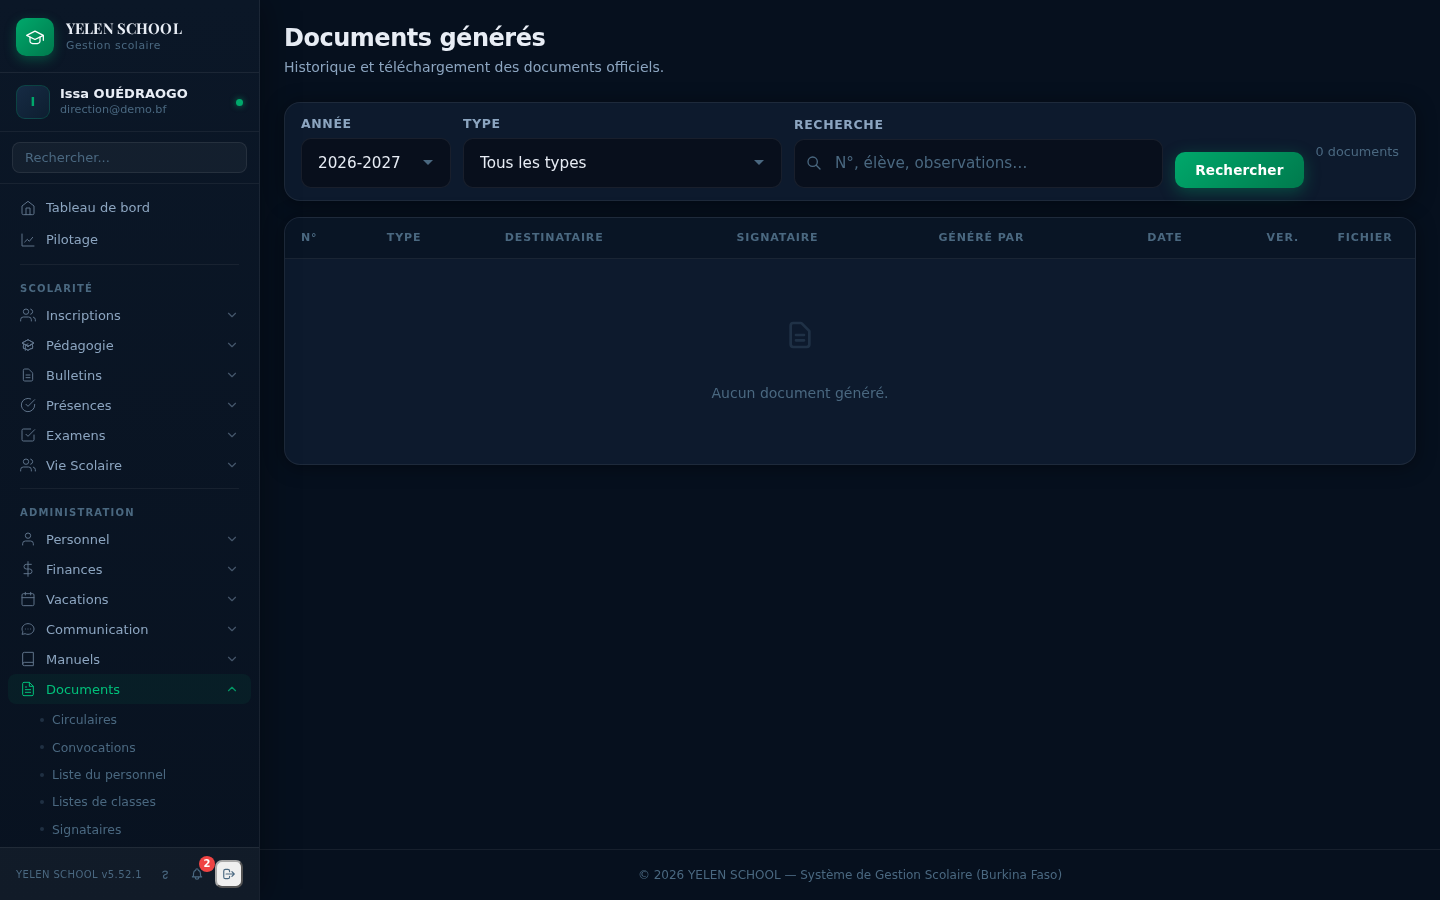 YELEN SCHOOL
Gestion scolaire
I
Issa OUÉDRAOGO
direction@demo.bf
Rechercher...
Tableau de bord
Pilotage
SCOLARITÉ
Inscriptions
Pédagogie
Bulletins
Présences
Examens
Vie Scolaire
ADMINISTRATION
Personnel
Finances
Vacations
Communication
Manuels
Documents
Circulaires
Convocations
Liste du personnel
Listes de classes
Signataires
YELEN SCHOOL v5.52.1
2
Documents générés
Historique et téléchargement des documents officiels.
ANNÉE
TYPE
RECHERCHE
2026-2027
Tous les types
N°, élève, observations...
Rechercher
0 documents
N° TYPE DESTINATAIRE SIGNATAIRE GÉNÉRÉ PAR DATE VER. FICHIER
Aucun document généré.
© 2026 YELEN SCHOOL — Système de Gestion Scolaire (Burkina Faso)